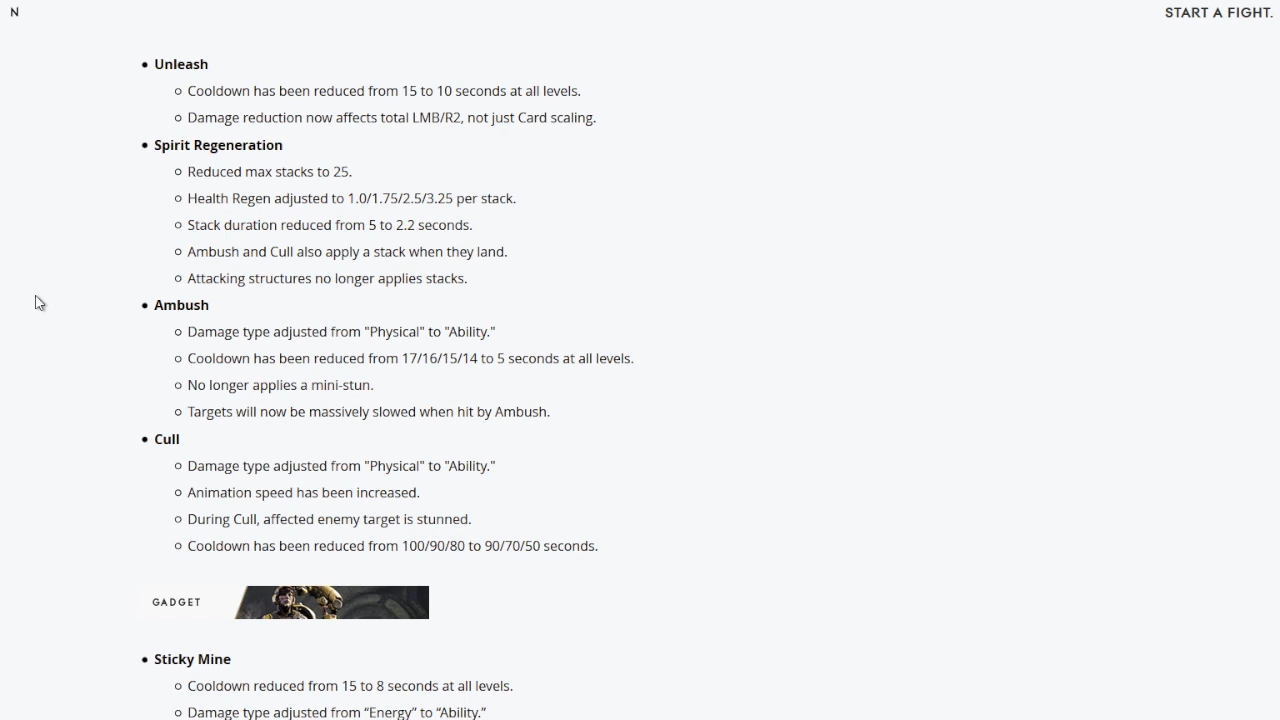 N
START A FIGHT.
Unleash
Cooldown has been reduced from 15 to 10 seconds at all levels.
Damage reduction now affects total LMB/R2, not just Card scaling.
Spirit Regeneration
Reduced max stacks to 25.
Health Regen adjusted to 1.0/1.75/2.5/3.25 per stack.
Stack duration reduced from 5 to 2.2 seconds.
Ambush and Cull also apply a stack when they land.
Attacking structures no longer applies stacks.
Ambush
Damage type adjusted from "Physical" to "Ability."
Cooldown has been reduced from 17/16/15/14 to 5 seconds at all levels.
No longer applies a mini-stun.
Targets will now be massively slowed when hit by Ambush.
Cull
Damage type adjusted from "Physical" to "Ability."
Animation speed has been increased.
During Cull, affected enemy target is stunned.
Cooldown has been reduced from 100/90/80 to 90/70/50 seconds.
GADGET
Sticky Mine
Cooldown reduced from 15 to 8 seconds at all levels.
Damage type adjusted from “Energy” to “Ability.”